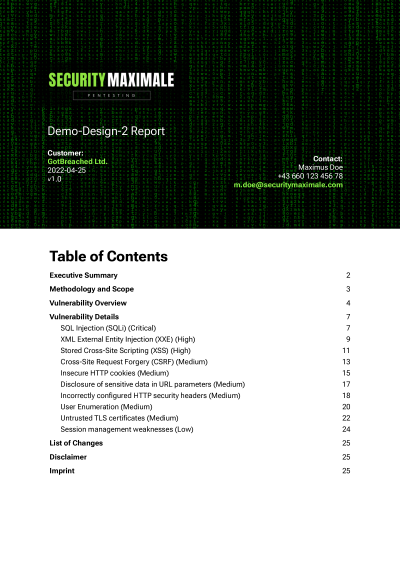 SECURITY MAXIMALE
PENTESTING
Demo-Design-2 Report
Customer:
GotBreached Ltd.
2022-04-25
v1.0
Contact:
Maximus Doe
+43 660 123 456 78
m.doe@securitymaximale.com
Table of Contents
Executive Summary 2
Methodology and Scope 3
Vulnerability Overview 4
Vulnerability Details 7
SQL Injection (SQLi) (Critical) 7
XML External Entity Injection (XXE) (High) 9
Stored Cross-Site Scripting (XSS) (High) 11
Cross-Site Request Forgery (CSRF) (Medium) 13
Insecure HTTP cookies (Medium) 15
Disclosure of sensitive data in URL parameters (Medium) 17
Incorrectly configured HTTP security headers (Medium) 18
User Enumeration (Medium) 20
Untrusted TLS certificates (Medium) 22
Session management weaknesses (Low) 24
List of Changes 25
Disclaimer 25
Imprint 25